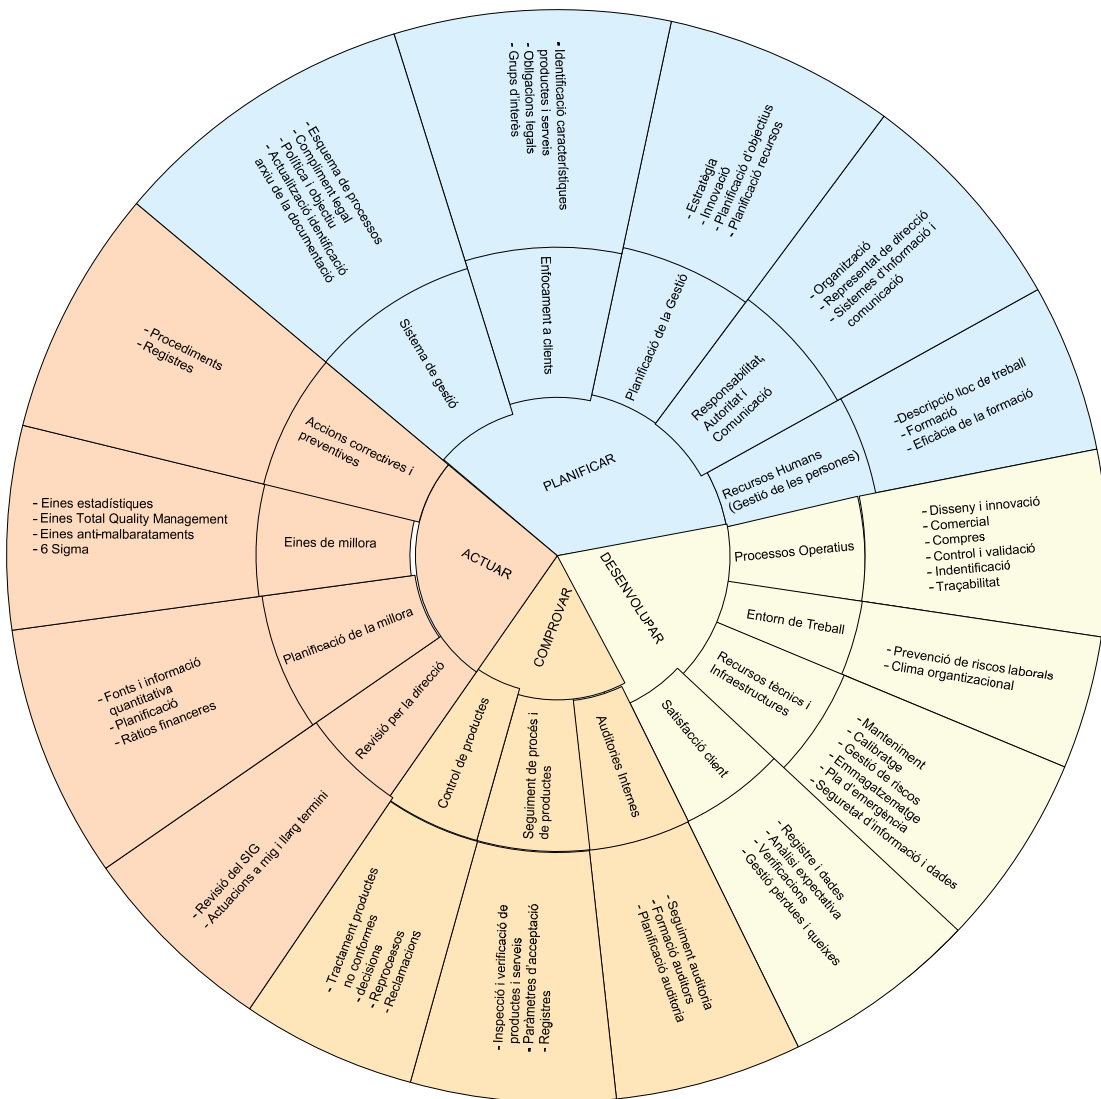 PLANIFICAR
Sistema de gestió
- Esquema de processos
- Compliment legal
- Política i objectiu
- Actualització identificació
arxiu de la documentació
Enfocament a clients
- Identificació característiques
productes i serveis
- Obligacions legals
- Grups d'interès
Planificació de la Gestió
- Estratègia
- Innovació
- Planificació d'objectius
- Planificació recursos
Responsabilitat,
Autoritat i
Comunicació
- Organització
- Representat de direcció
- Sistemes d'Informació i
comunicació
Recursos Humans
(Gestió de les persones)
-Descripció lloc de treball
- Formació
- Eficàcia de la formació
DESENVOLUPAR
Processos Operatius
- Disseny i innovació
- Comercial
- Compres
- Control i validació
- Indentificació
- Traçabilitat
Entorn de Treball
- Prevenció de riscos laborals
- Clima organitzacional
Recursos tècnics i
Infraestructures
- Manteniment
- Calibratge
- Gestió de riscos
- Emmagatzematge
- Pla d'emergència
- Seguretat d'informació i dades
Satisfacció client
- Registre i dades
- Anàlisi expectativa
- Verificacions
- Gestió pèrdues i queixes
COMPROVAR
Auditories Internes
- Seguiment auditoria
- Formació auditors
- Planificació auditoria
Seguiment de procés i
de productes
- Inspecció i verificació de
productes i serveis
- Paràmetres d'acceptació
- Registres
Control de productes
- Tractament productes
no conformes
- decisions
- Reprocessos
- Reclamacions
ACTUAR
Revisió per la direcció
- Revisió del SIG
- Actuacions a mig i llarg termini
Planificació de la millora
- Fonts i informació
quantitativa
- Planificació
- Ràtios financeres
Eines de millora
- Eines estadístiques
- Eines Total Quality Management
- Eines anti-malbarataments
- 6 Sigma
Accions correctives i
preventives
- Procediments
- Registres